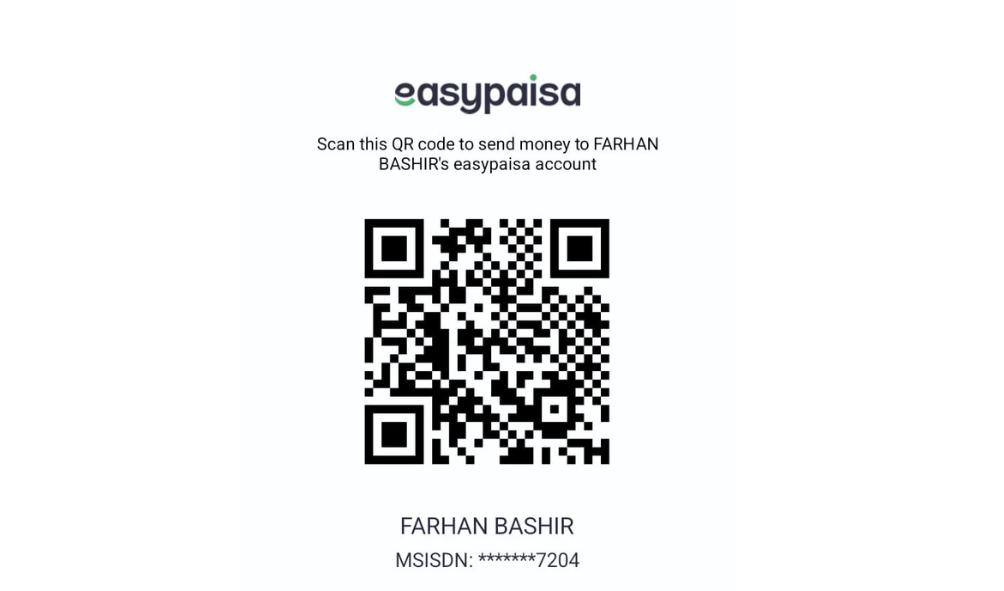 easypaisa
Scan this QR code to send money to FARHAN
BASHIR's easypaisa account
FARHAN BASHIR
MSISDN: *******7204